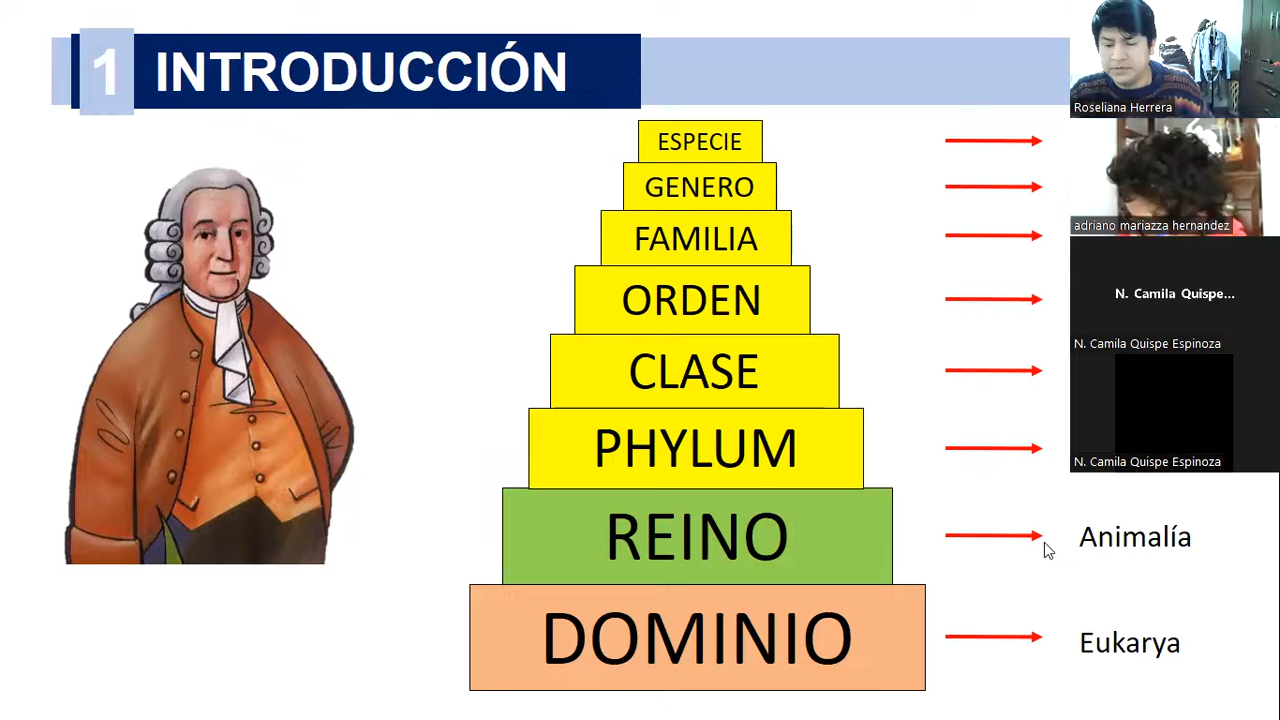 1 INTRODUCCIÓN
ESPECIE
GENERO
FAMILIA
ORDEN
CLASE
PHYLUM
REINO
Animalía
DOMINIO
Eukarya
Roseliana Herrera
adriano mariazza hernandez
N. Camila Quispe...
N. Camila Quispe Espinoza
N. Camila Quispe Espinoza